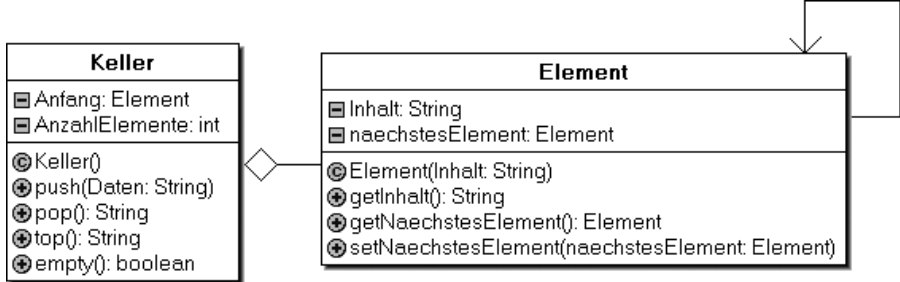 Keller
Anfang: Element
AnzahlElemente: int
Keller()
push(Daten: String)
pop(): String
top(): String
empty(): boolean
Element
Inhalt: String
naechstesElement: Element
Element(Inhalt: String)
getInhalt(): String
getNaechstesElement(): Element
setNaechstesElement(naechstesElement: Element)